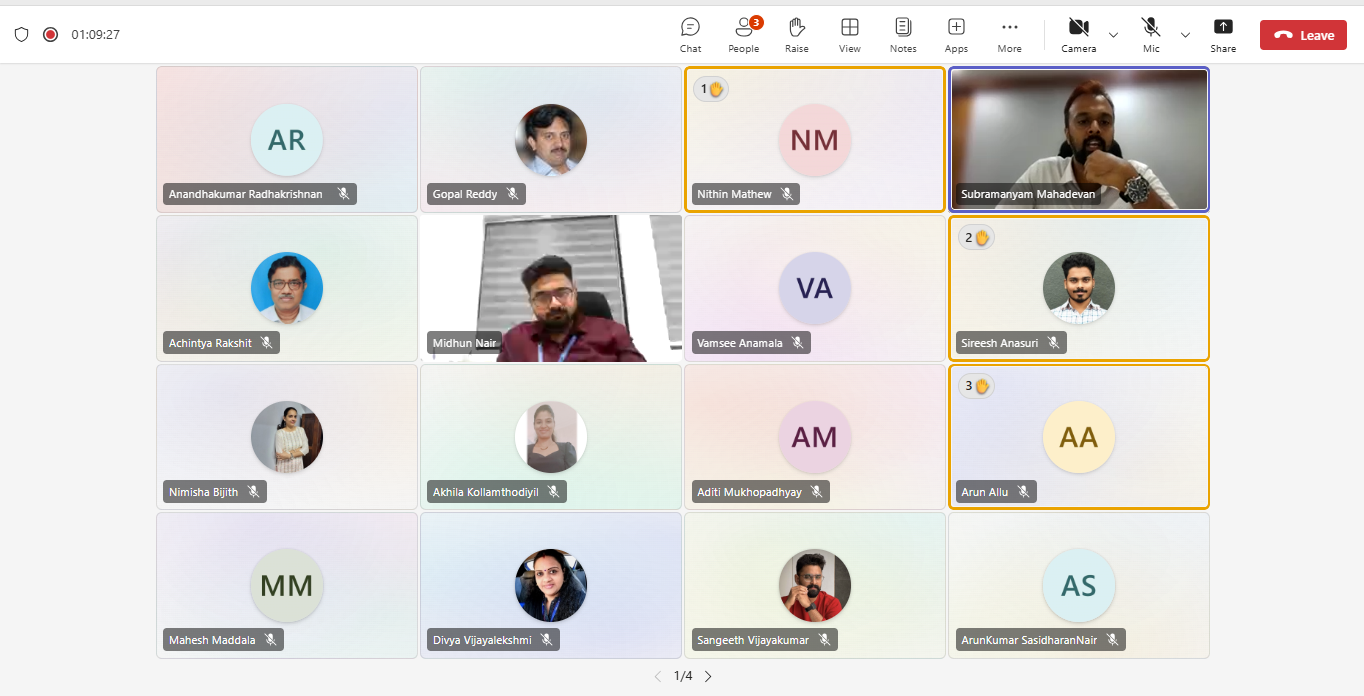 01:09:27
3
Chat
People
Raise
View
Notes
Apps
More
Camera
Mic
Share
Leave
AR
Anandhakumar Radhakrishnan
Gopal Reddy
1
NM
Nithin Mathew
Subramanyam Mahadevan
Achintya Rakshit
Midhun Nair
VA
Vamsee Anamala
2
Sireesh Anasuri
Nimisha Bijith
Akhila Kollamthodiyil
AM
Aditi Mukhopadhyay
3
AA
Arun Allu
MM
Mahesh Maddala
Divya Vijayalekshmi
Sangeeth Vijayakumar
AS
ArunKumar SasidharanNair
1/4